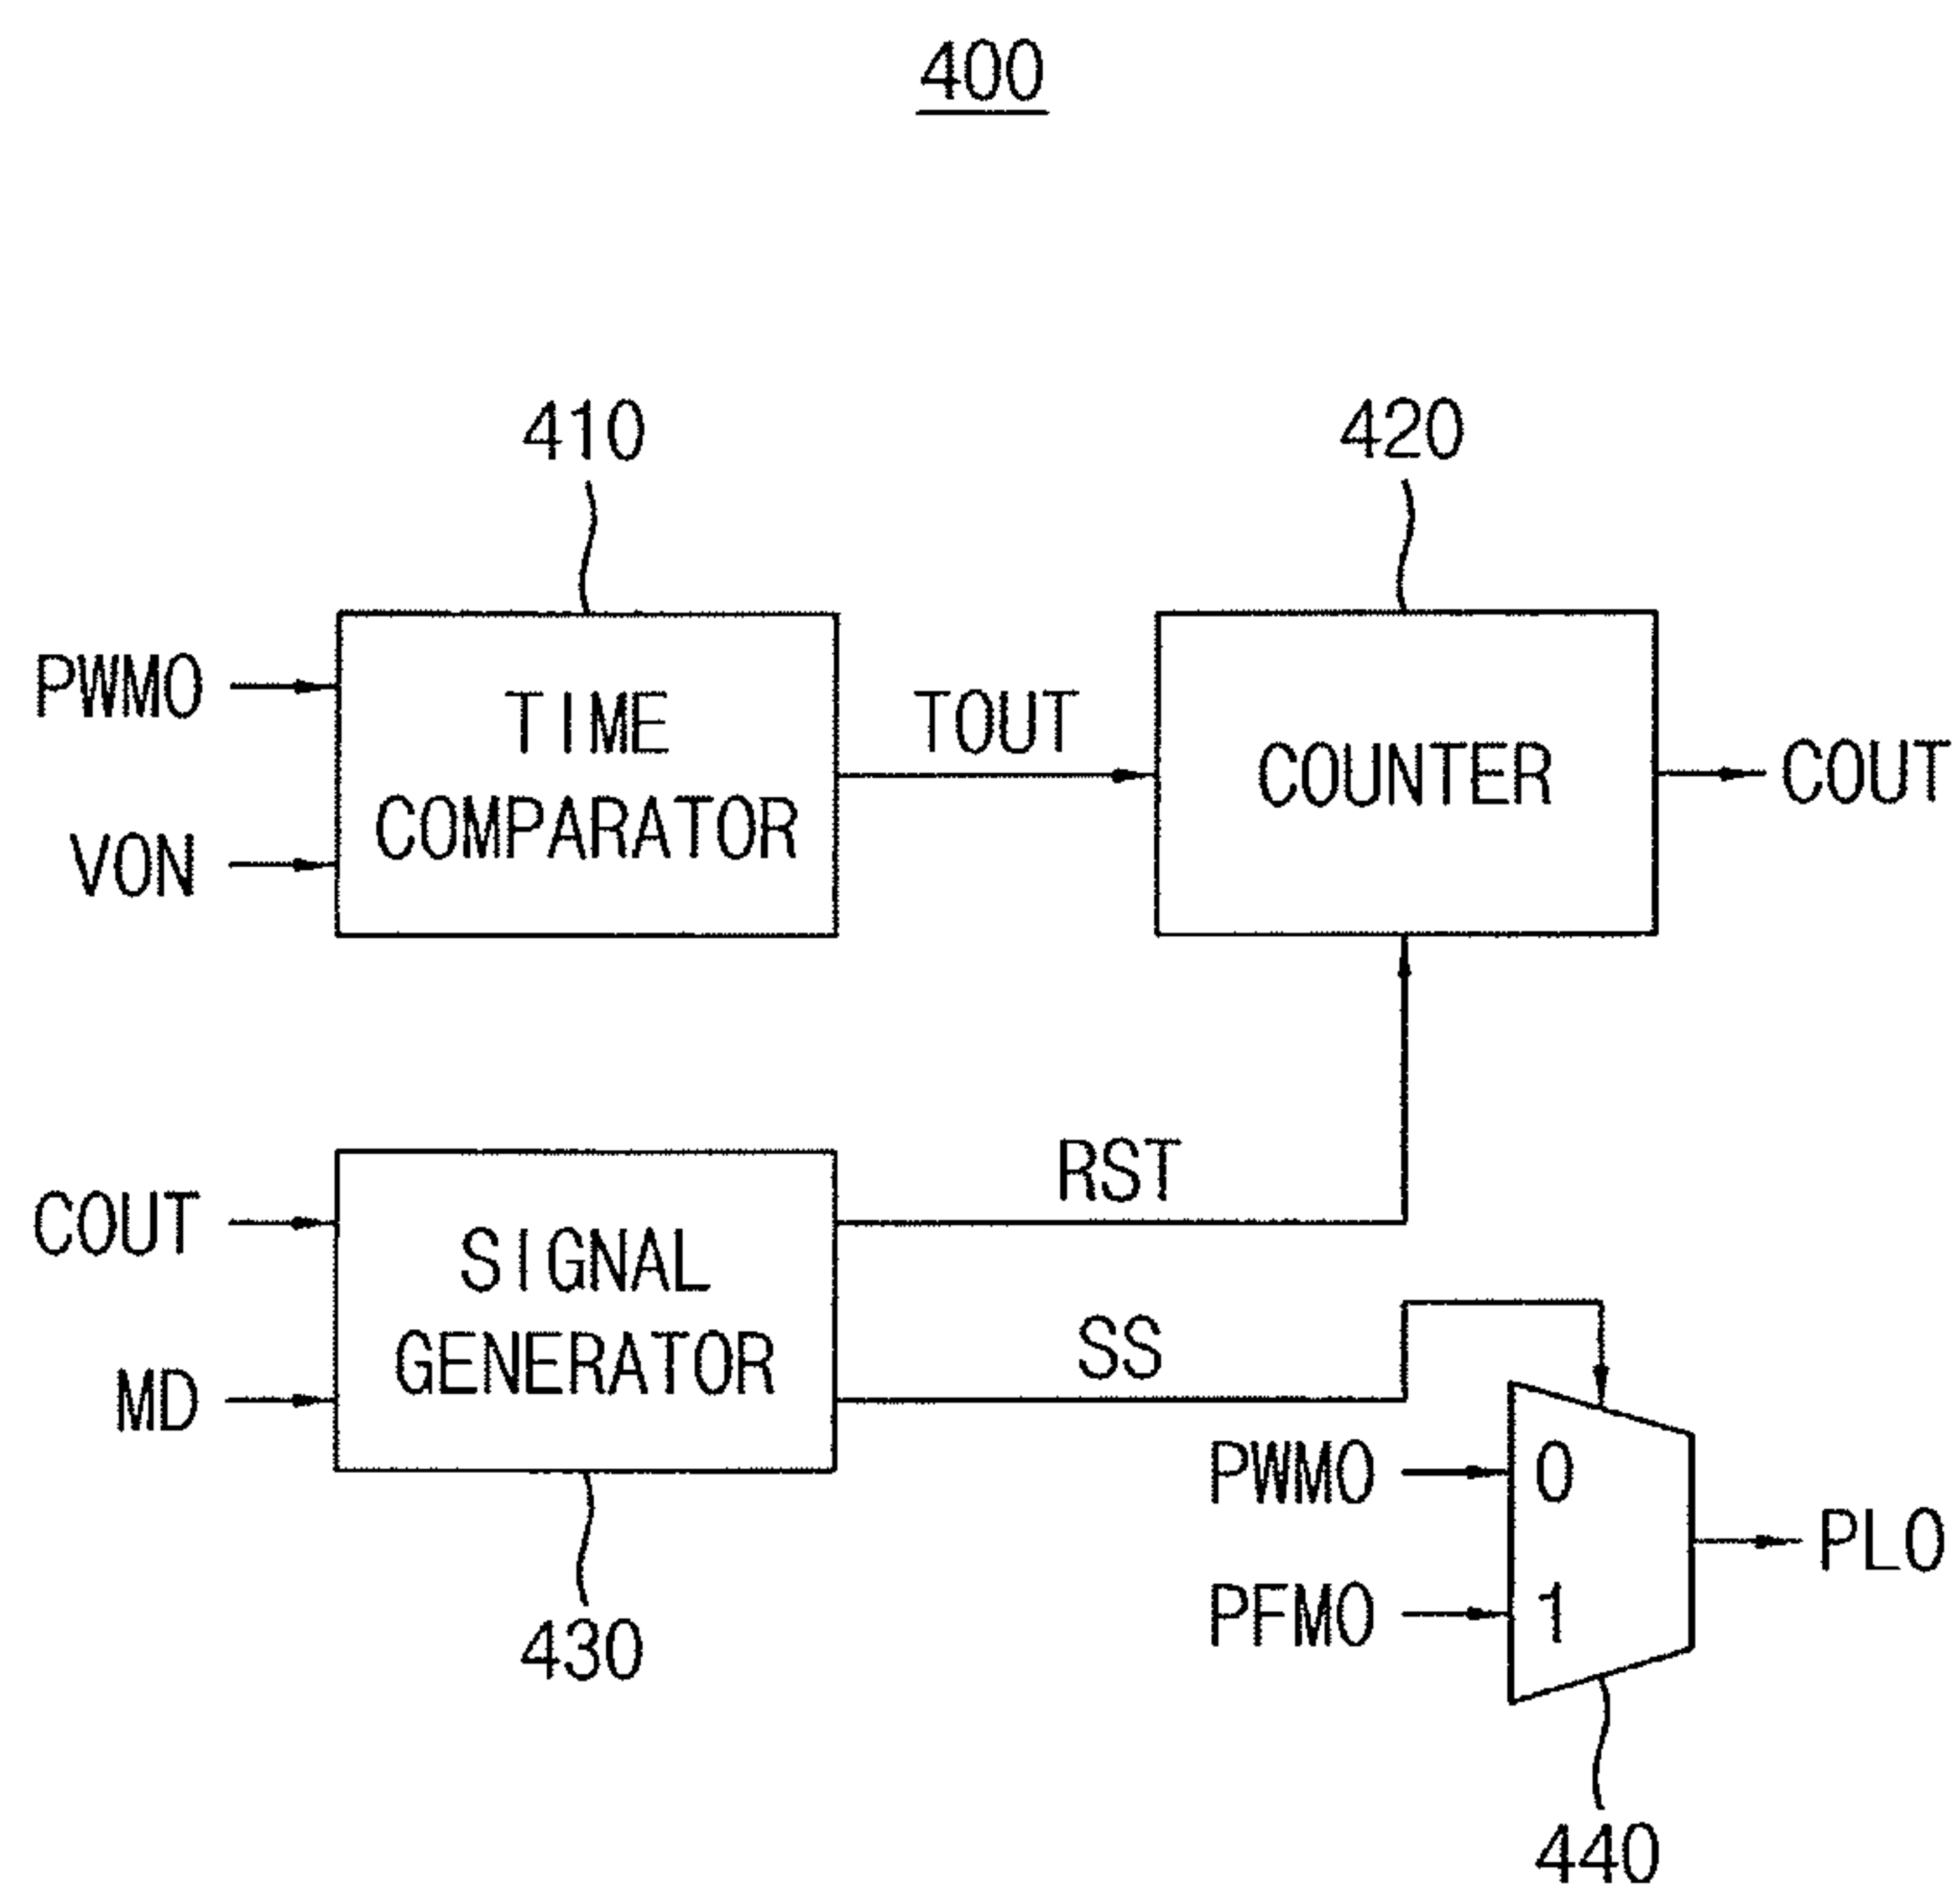 400
410
420
PWMO
VON
TIME
COMPARATOR
TOUT
COUNTER
COUT
COUT
MD
SIGNAL
GENERATOR
RST
SS
430
PWMO
PFMO
0
1
PLO
440